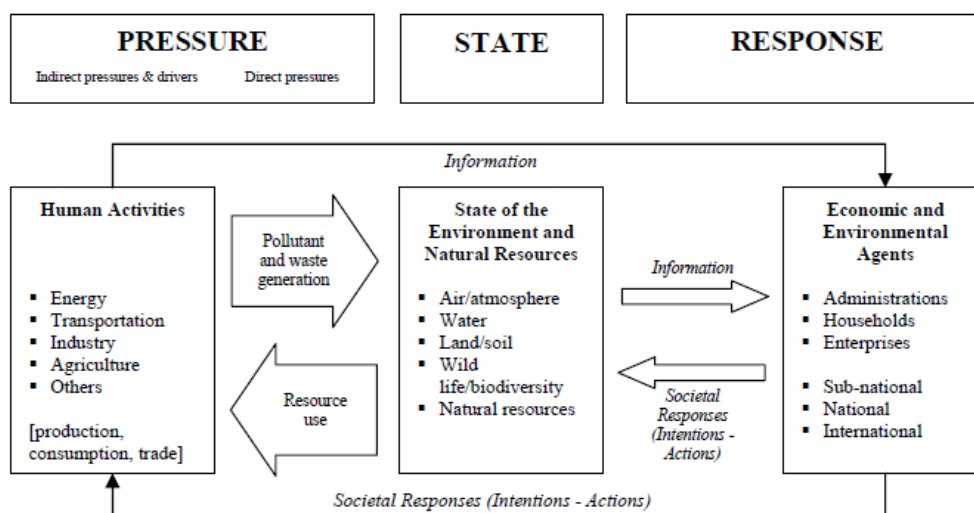 PRESSURE
Indirect pressures & drivers
Direct pressures
STATE
RESPONSE
Information
Human Activities
▪ Energy
▪ Transportation
▪ Industry
▪ Agriculture
▪ Others
[production,
consumption, trade]
Pollutant
and waste
generation
Resource
use
State of the
Environment and
Natural Resources
▪ Air/atmosphere
▪ Water
▪ Land/soil
▪ Wild
life/biodiversity
▪ Natural resources
Information
Societal
Responses
(Intentions -
Actions)
Economic and
Environmental
Agents
▪ Administrations
▪ Households
▪ Enterprises
▪ Sub-national
▪ National
▪ International
Societal Responses (Intentions - Actions)